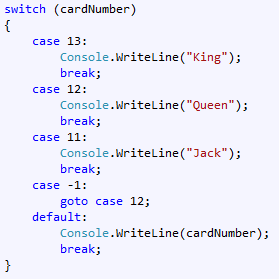 switch (cardNumber)
{
    case 13:
        Console.WriteLine("King");
        break;
    case 12:
        Console.WriteLine("Queen");
        break;
    case 11:
        Console.WriteLine("Jack");
        break;
    case -1:
        goto case 12;
    default:
        Console.WriteLine(cardNumber);
        break;
}